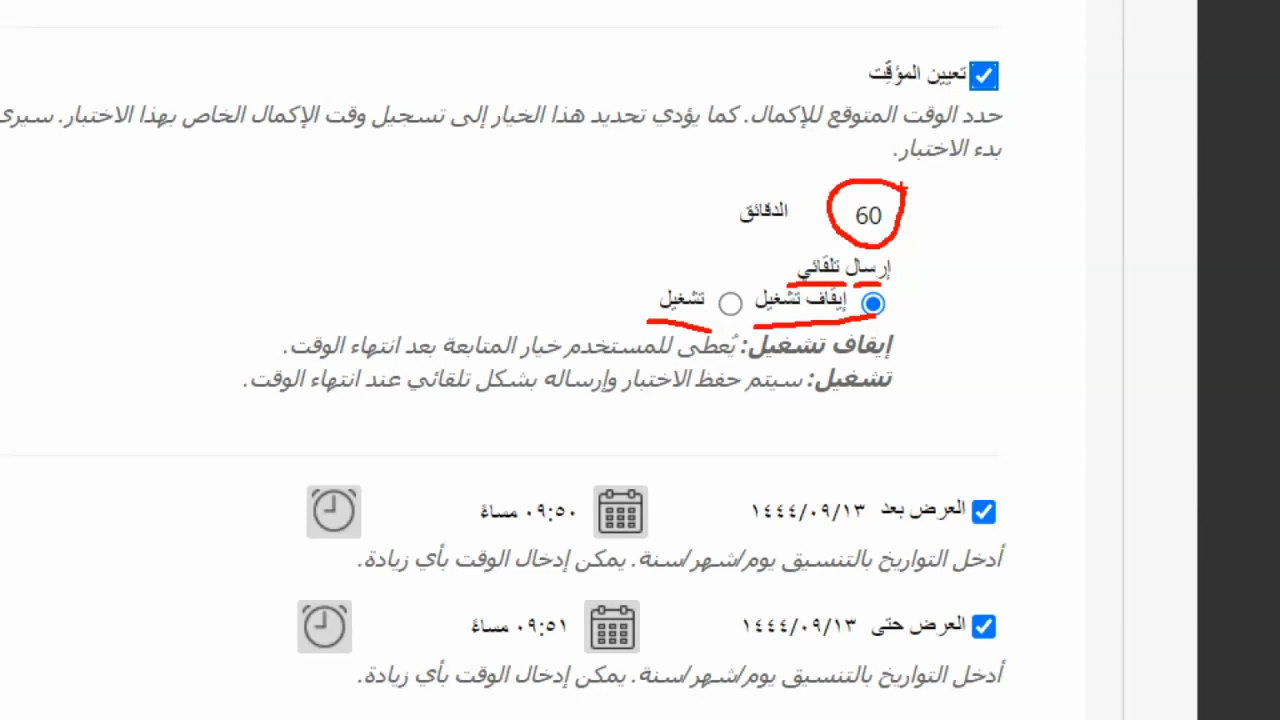 تعيين المؤقّت
حدد الوقت المتوقع للإكمال. كما يؤدي تحديد هذا الخيار إلى تسجيل وقت الإكمال الخاص بهذا الاختبار. سيرى
بدء الاختبار.
60 الدقائق
إرسال تلقائي
إيقاف تشغيل تشغيل
إيقاف تشغيل: يُعطى للمستخدم خيار المتابعة بعد انتهاء الوقت.
تشغيل: سيتم حفظ الاختبار وإرساله بشكل تلقائي عند انتهاء الوقت.
العرض بعد ١٤٤٤/٠٩/١٣ ٠٩:٥٠ مساءً
أدخل التواريخ بالتنسيق يوم/شهر/سنة. يمكن إدخال الوقت بأي زيادة.
العرض حتى ١٤٤٤/٠٩/١٣ ٠٩:٥١ مساءً
أدخل التواريخ بالتنسيق يوم/شهر/سنة. يمكن إدخال الوقت بأي زيادة.